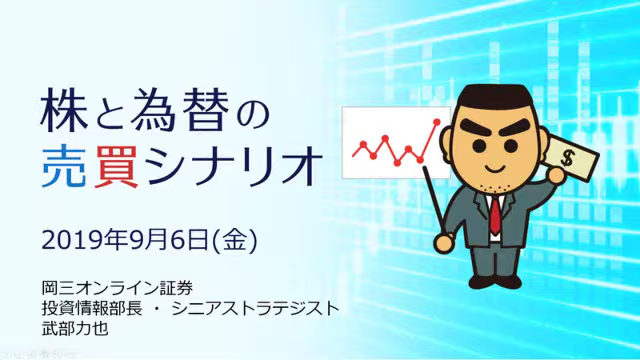 株と為替の
売買シナリオ
2019年9月6日(金)
岡三オンライン証券
投資情報部長 ・ シニアストラテジスト
武部力也
$